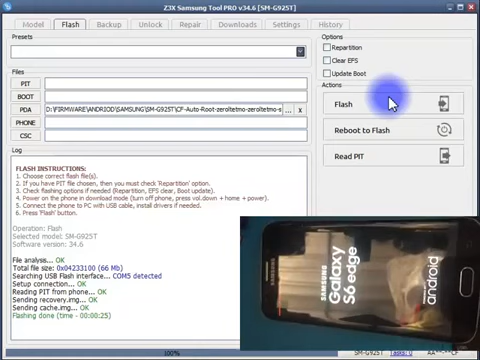 Z3X Samsung Tool PRO v34.6 [SM-G925T]
Model
Flash
Backup
Unlock
Repair
Downloads
Settings
History
Presets
Options
Repartition
Clear EFS
Update Boot
Files
PIT
BOOT
PDA
D:\FIRMWARE\ANDRIOD\SAMSUNG\SM-G925T\CF-Auto-Root-zeroltetmo-zeroltetmo-s
...
x
PHONE
CSC
Actions
Flash
Reboot to Flash
Read PIT
Log
FLASH INSTRUCTIONS:
1. Choose correct flash file(s).
2. If you have PIT file chosen, then you must check 'Repartition' option.
3. Check flashing options if needed (Repartition, EFS clear, Boot update).
4. Power on the phone in download mode (turn off phone, press vol.down + home + power).
5. Connect the phone to PC with USB cable, install drivers if needed.
6. Press 'Flash' button.
Operation: Flash
Selected model: SM-G925T
Software version: 34.6
File analysis... OK
Total file size: 0x04233100 (66 Mb)
Searching USB Flash interface... COM5 detected
Setup connection... OK
Reading PIT from phone... OK
Sending recovery.img... OK
Sending cache.img... OK
Flashing done (time - 00:00:25)
SAMSUNG
Galaxy
S6 edge
android
100%
SM-G925T
Tasks: 0